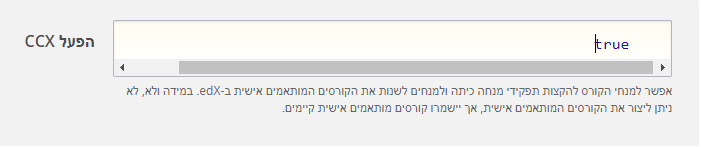 הפעל CCX
true
אפשר למנחי הקורס להקצות תפקידי מנחה כיתה ולמנחים לשנות את הקורסים המותאמים אישית ב-edX. במידה ולא, לא
ניתן ליצור את הקורסים המותאמים אישית, אך יישמרו קורסים מותאמים אישית קיימים.